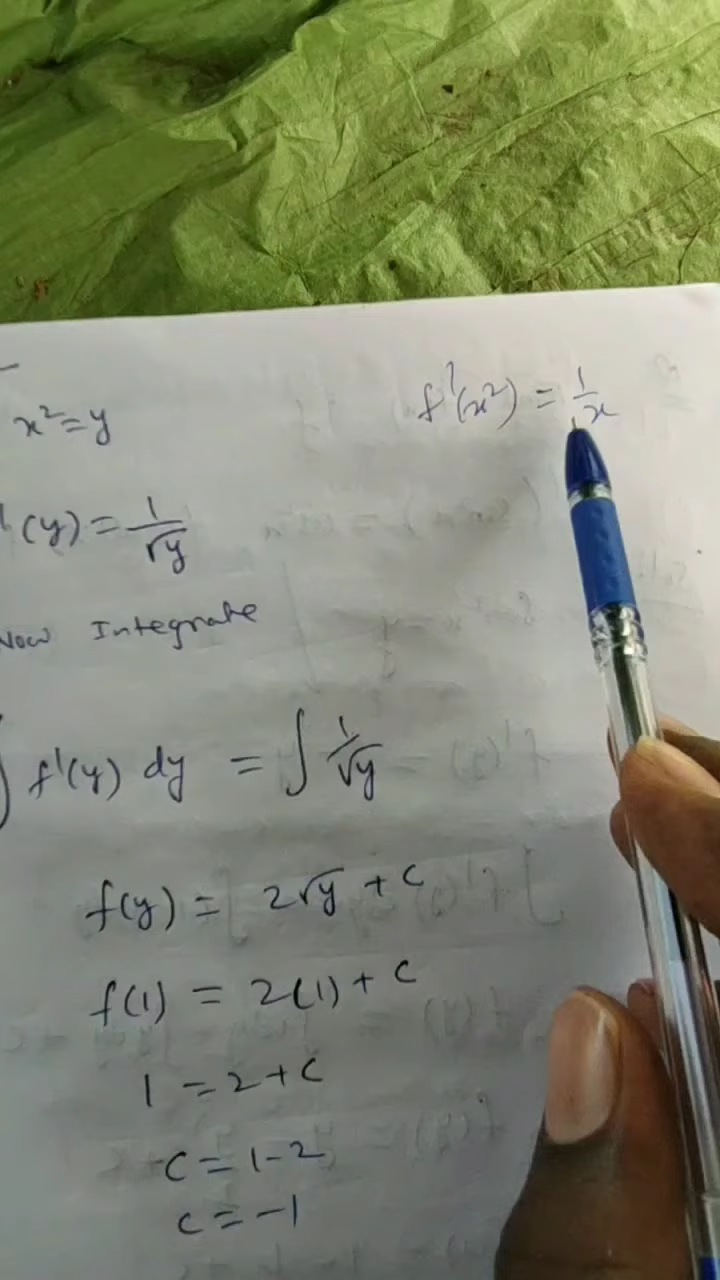 x² = y
f'(x²) = 1/x
'(y) = 1/√y
Now Integrate
∫ f'(y) dy = ∫ 1/√y
f(y) = 2√y + c
f(1) = 2(1) + c
1 = 2 + c
c = 1 - 2
c = -1